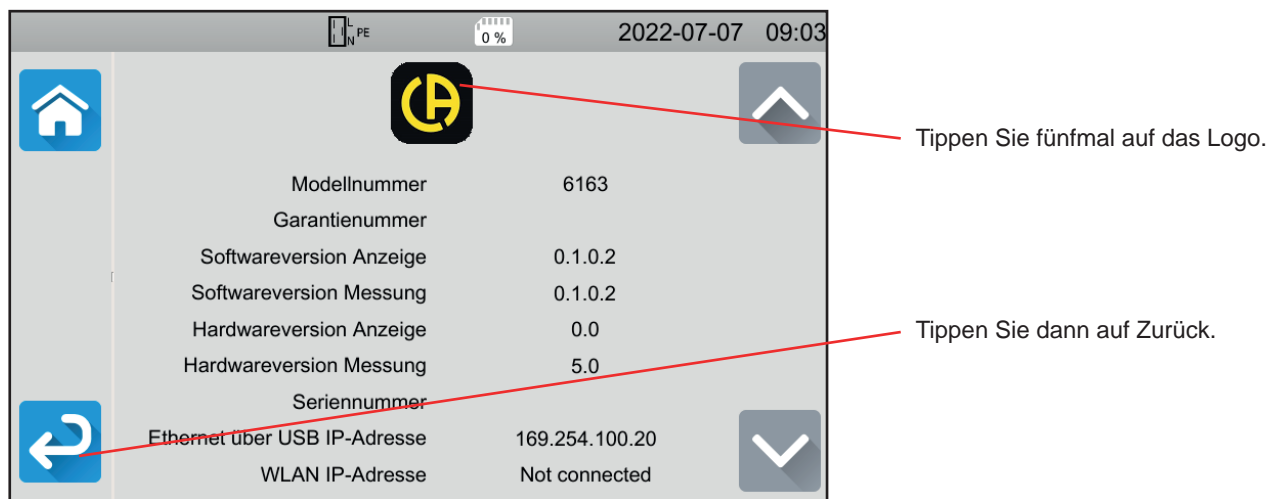 L
N PE
0 %
2022-07-07 09:03
Tippen Sie fünfmal auf das Logo.
Modellnummer 6163
Garantienummer
Softwareversion Anzeige 0.1.0.2
Softwareversion Messung 0.1.0.2
Hardwareversion Anzeige 0.0
Tippen Sie dann auf Zurück.
Hardwareversion Messung 5.0
Seriennummer
Ethernet über USB IP-Adresse 169.254.100.20
WLAN IP-Adresse Not connected